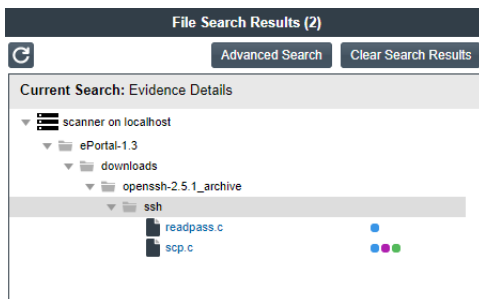 File Search Results (2)
Advanced Search Clear Search Results
Current Search: Evidence Details
scanner on localhost
ePortal-1.3
downloads
openssh-2.5.1_archive
ssh
readpass.c
scp.c